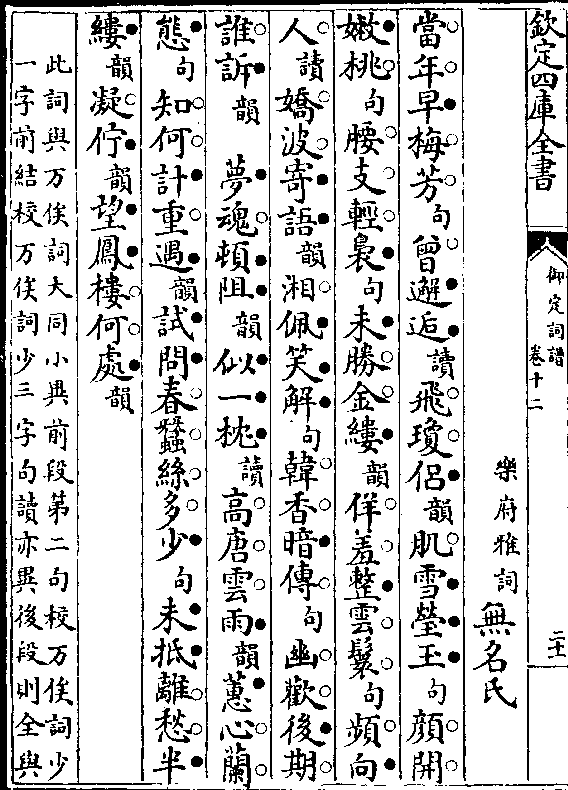 欽定四庫全書
御定詞譜
卷十二
二十一
樂府雅詞 無名氏
當年早梅芳句曾邂逅讀飛瓊侶韻肌雪瑩玉句顔開
嫩桃句腰支輕裊句未勝金縷韻佯羞整雲鬟句頻向
人讀嬌波寄語韻湘佩笑解句韓香暗傳句幽歡後期
誰訴韻 夢魂頓阻韻似一枕讀高唐雲雨韻蕙心蘭
態句知何計重遇韻試問春蠶絲多少句未抵離愁半
縷韻凝佇韻望鳳樓何處韻
此詞與万俟詞大同小異前段第二句校万俟詞少
一字前結校万俟詞少三字句讀亦異後段則全與